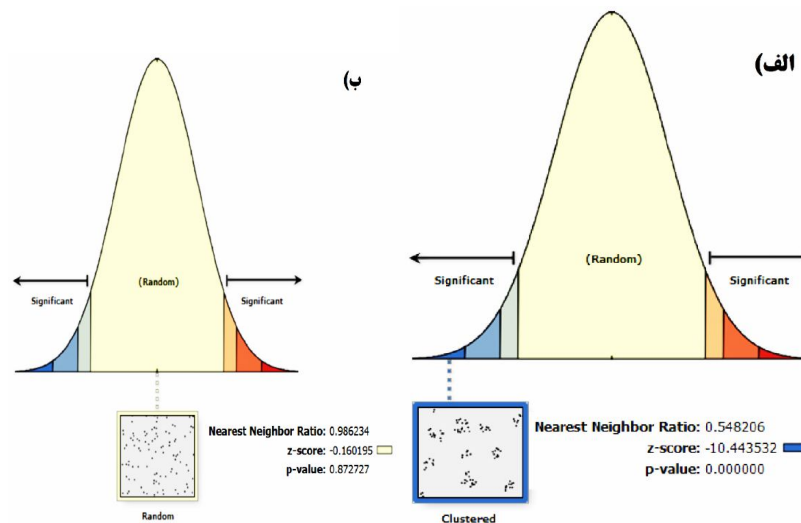 الف)
(Random)
Significant
Significant
Nearest Neighbor Ratio: 0.548206
z-score: -10.443532
p-value: 0.000000
Clustered
ب)
(Random)
Significant
Significant
Nearest Neighbor Ratio: 0.986234
z-score: -0.160195
p-value: 0.872727
Random